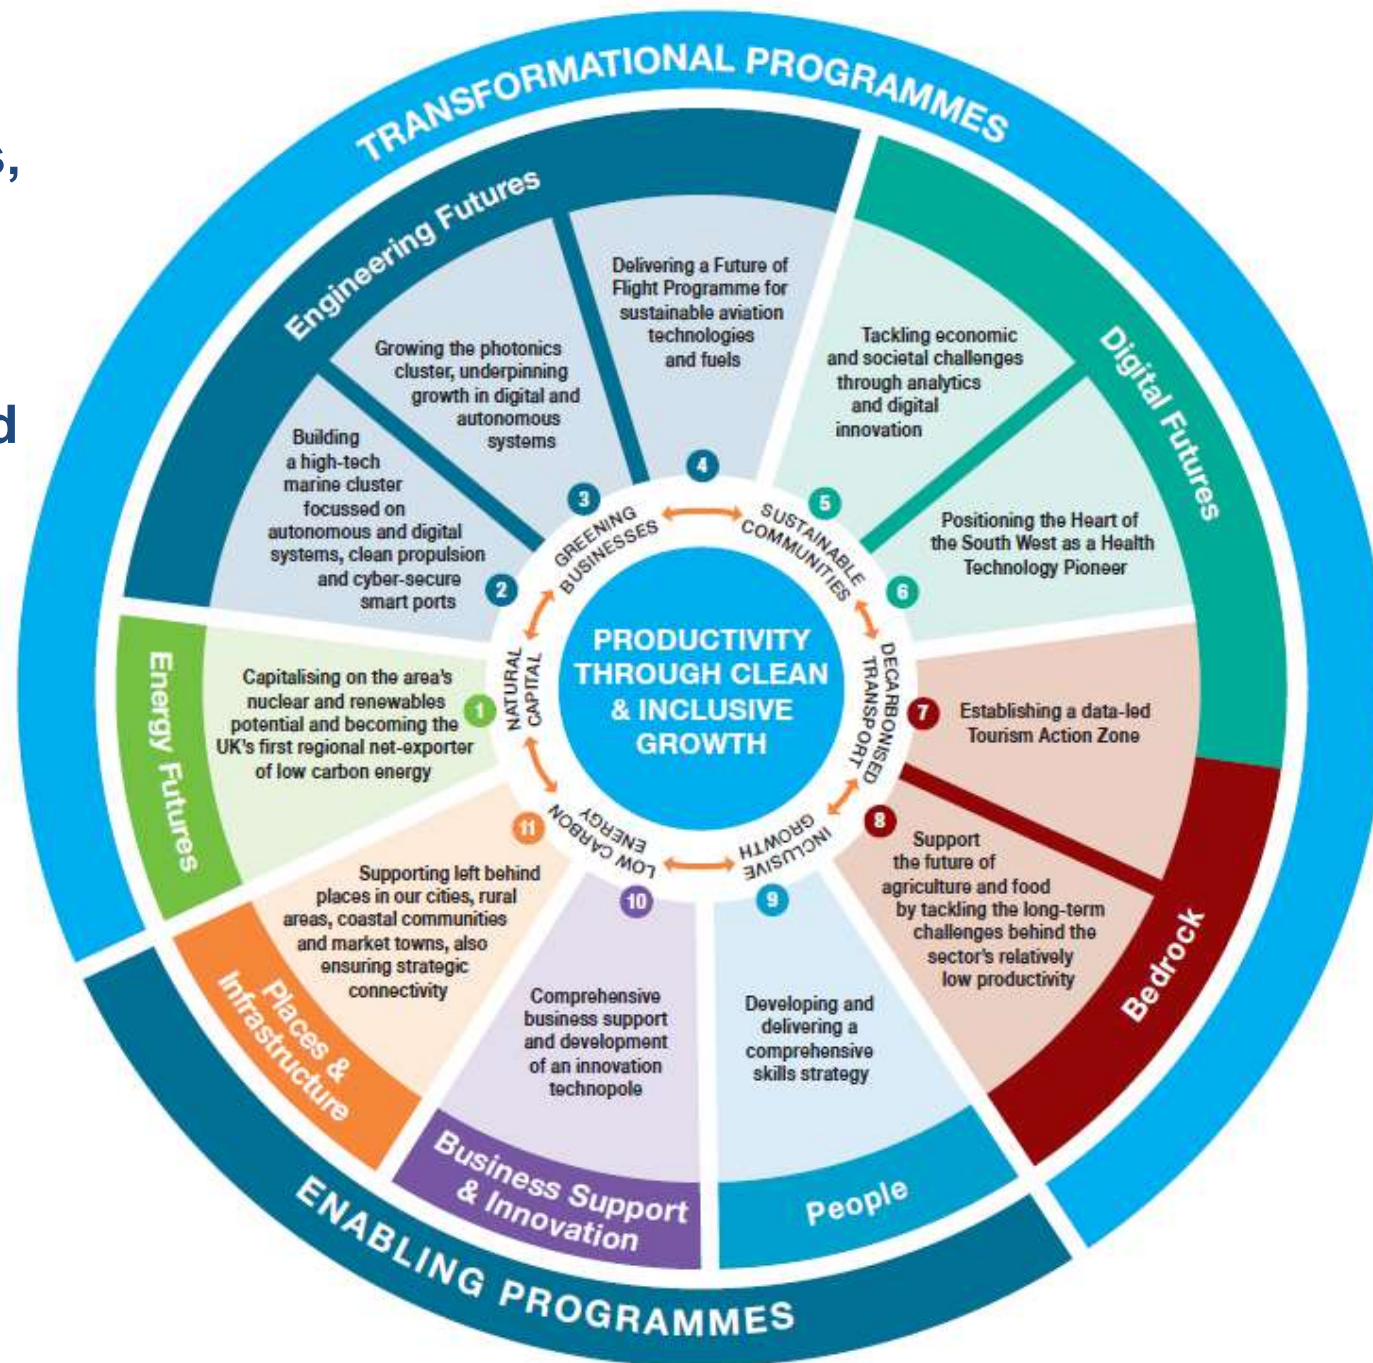 s,
d
TRANSFORMATIONAL PROGRAMMES
Engineering Futures
Delivering a Future of
Flight Programme for
sustainable aviation
technologies
and fuels
Growing the photonics
cluster, underpinning
growth in digital and
autonomous
systems
Building
a high-tech
marine cluster
focussed on
autonomous and digital
systems, clean propulsion
and cyber-secure
smart ports
Digital Futures
Tackling economic
and societal challenges
through analytics
and digital
innovation
Positioning the Heart of
the South West as a Health
Technology Pioneer
4
3
2
5
6
GREENING
BUSINESSES
SUSTAINABLE
COMMUNITIES
Energy Futures
Capitalising on the area's
nuclear and renewables
potential and becoming the
UK's first regional net-exporter
of low carbon energy
1
NATURAL
CAPITAL
PRODUCTIVITY
THROUGH CLEAN
& INCLUSIVE
GROWTH
DECARBONISED
TRANSPORT
7
Establishing a data-led
Tourism Action Zone
8
Support
the future of
agriculture and food
by tackling the long-term
challenges behind the
sector's relatively
low productivity
Bedrock
INCLUSIVE
GROWTH
LOW CARBON
ENERGY
11
Supporting left behind
places in our cities, rural
areas, coastal communities
and market towns, also
ensuring strategic
connectivity
Places &
Infrastructure
10
Comprehensive
business support
and development
of an innovation
technopole
Business Support
& Innovation
9
Developing and
delivering a
comprehensive
skills strategy
People
ENABLING PROGRAMMES